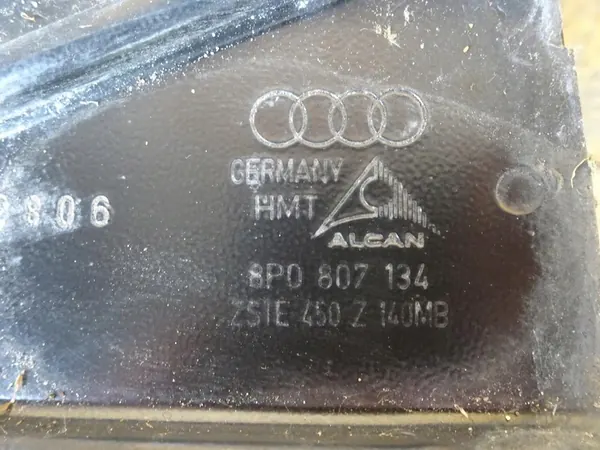 GERMANY
HMT
ALCAN
806
8P0 807 134
ZSTE 450 Z 140MB